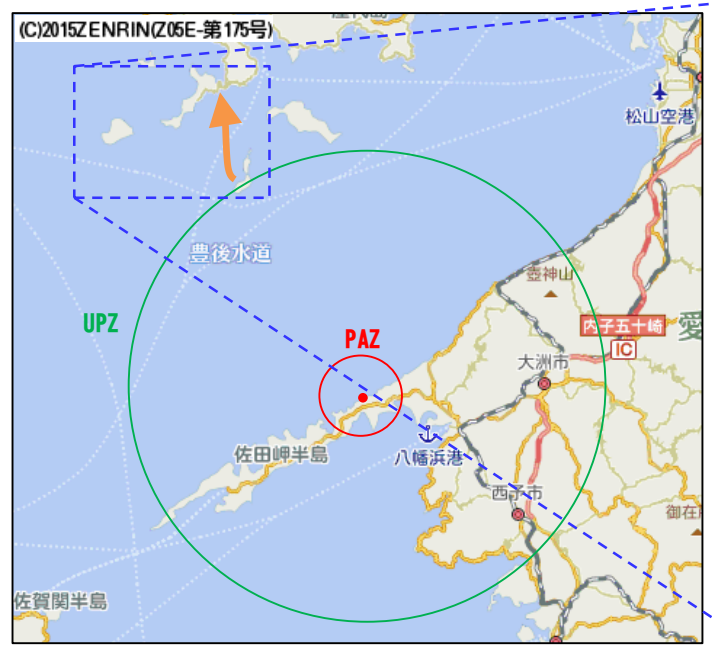 (C)2015ZENRIN(Z05E-第175号)
松山空港
豊後水道
壺神山
UPZ
内子五十崎
IC
愛
PAZ
大洲市
佐田岬半島
八幡浜港
西予市
御在
佐賀関半島